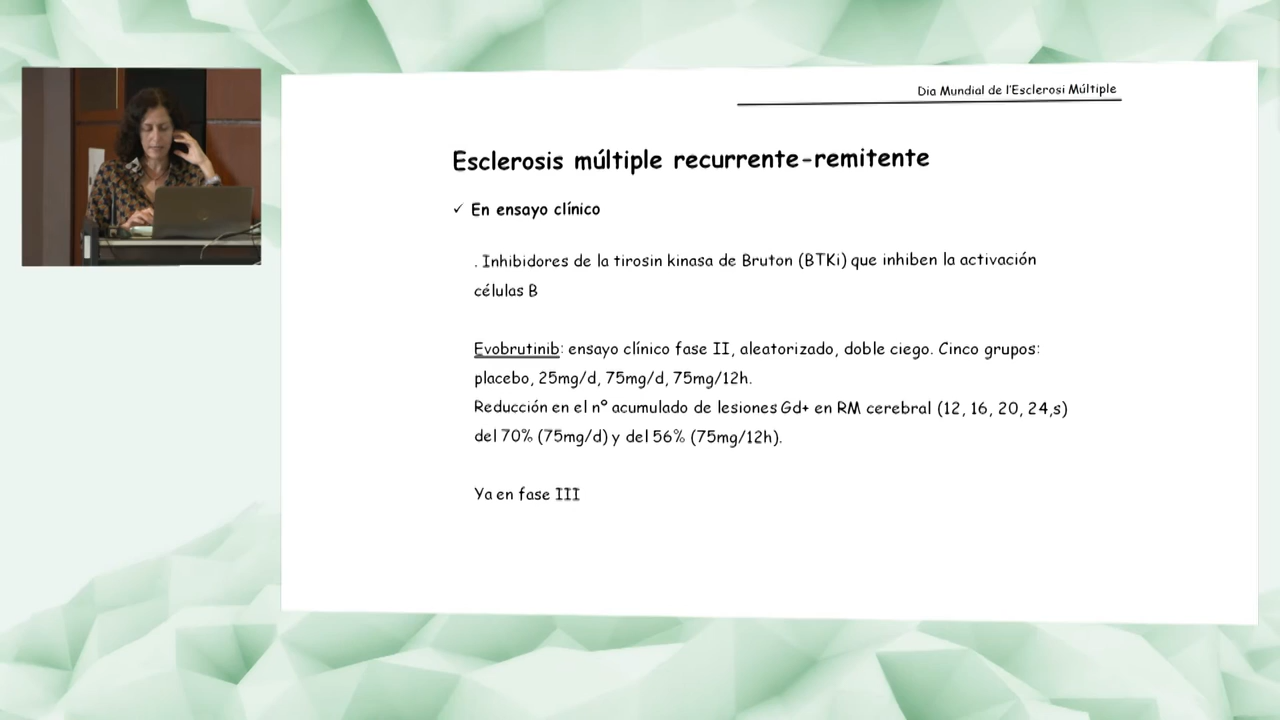 Dia Mundial de l'Esclerosi Múltiple
Esclerosis múltiple recurrente-remitente
✓ En ensayo clínico
. Inhibidores de la tirosin kinasa de Bruton (BTKi) que inhiben la activación
células B
Evobrutinib: ensayo clínico fase II, aleatorizado, doble ciego. Cinco grupos:
placebo, 25mg/d, 75mg/d, 75mg/12h.
Reducción en el nº acumulado de lesiones Gd+ en RM cerebral (12, 16, 20, 24,s)
del 70% (75mg/d) y del 56% (75mg/12h).
Ya en fase III